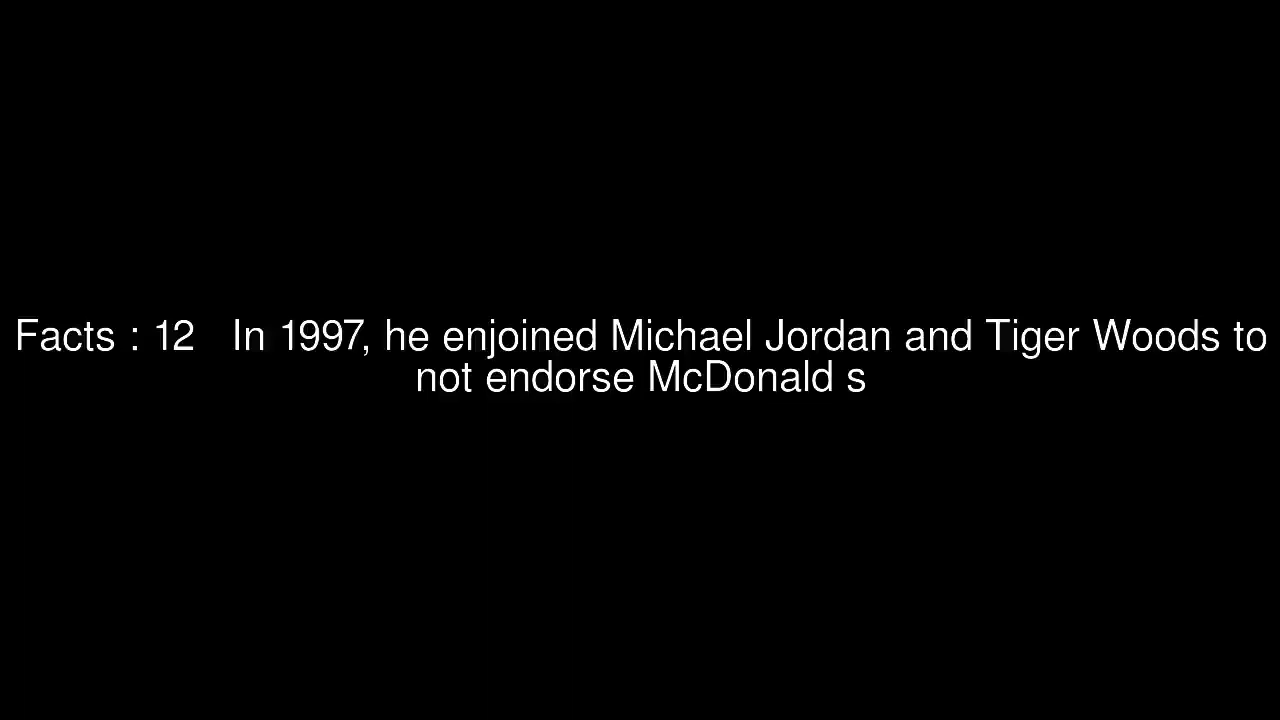 Facts : 12   In 1997, he enjoined Michael Jordan and Tiger Woods to
not endorse McDonald s